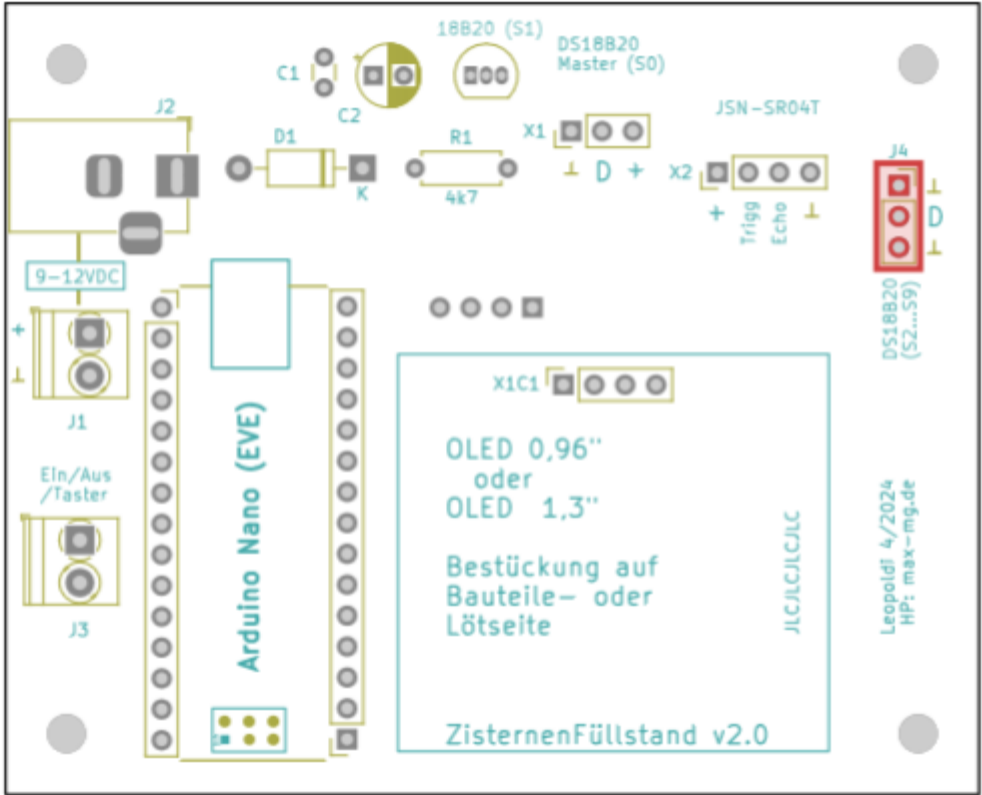 18B20 (S1)
DS18B20
Master (S0)
C1
C2
JSN-SR04T
J2
D1
R1
X1
J4
K
4k7
⊥ D +
X2
+
Trigg
Echo
⊥
⊥
D
⊥
9-12VDC
DS18B20
(S2...S9)
+
⊥
J1
X1C1
Ein/Aus
/Taster
J3
Arduino Nano (EVE)
OLED 0,96"
oder
OLED 1,3"
Bestückung auf
Bauteile- oder
Lötseite
JLCJLCJLCJLC
Leopoldi 4/2024
HP: max-mg.de
ZisternenFüllstand v2.0